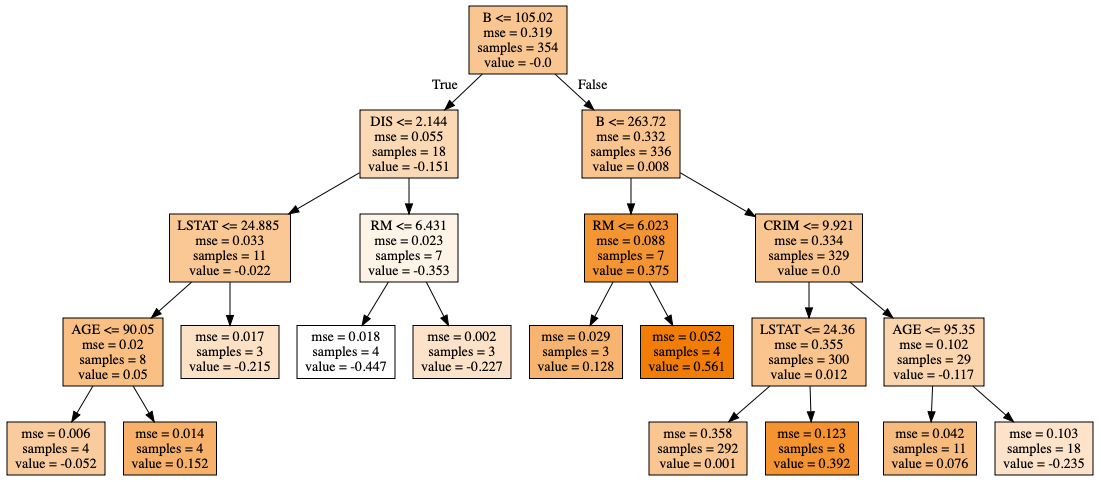 B <= 105.02
mse = 0.319
samples = 354
value = -0.0
True
False
DIS <= 2.144
mse = 0.055
samples = 18
value = -0.151
B <= 263.72
mse = 0.332
samples = 336
value = 0.008
LSTAT <= 24.885
mse = 0.033
samples = 11
value = -0.022
RM <= 6.431
mse = 0.023
samples = 7
value = -0.353
RM <= 6.023
mse = 0.088
samples = 7
value = 0.375
CRIM <= 9.921
mse = 0.334
samples = 329
value = 0.0
AGE <= 90.05
mse = 0.02
samples = 8
value = 0.05
mse = 0.017
samples = 3
value = -0.215
mse = 0.018
samples = 4
value = -0.447
mse = 0.002
samples = 3
value = -0.227
mse = 0.029
samples = 3
value = 0.128
mse = 0.052
samples = 4
value = 0.561
LSTAT <= 24.36
mse = 0.355
samples = 300
value = 0.012
AGE <= 95.35
mse = 0.102
samples = 29
value = -0.117
mse = 0.006
samples = 4
value = -0.052
mse = 0.014
samples = 4
value = 0.152
mse = 0.358
samples = 292
value = 0.001
mse = 0.123
samples = 8
value = 0.392
mse = 0.042
samples = 11
value = 0.076
mse = 0.103
samples = 18
value = -0.235